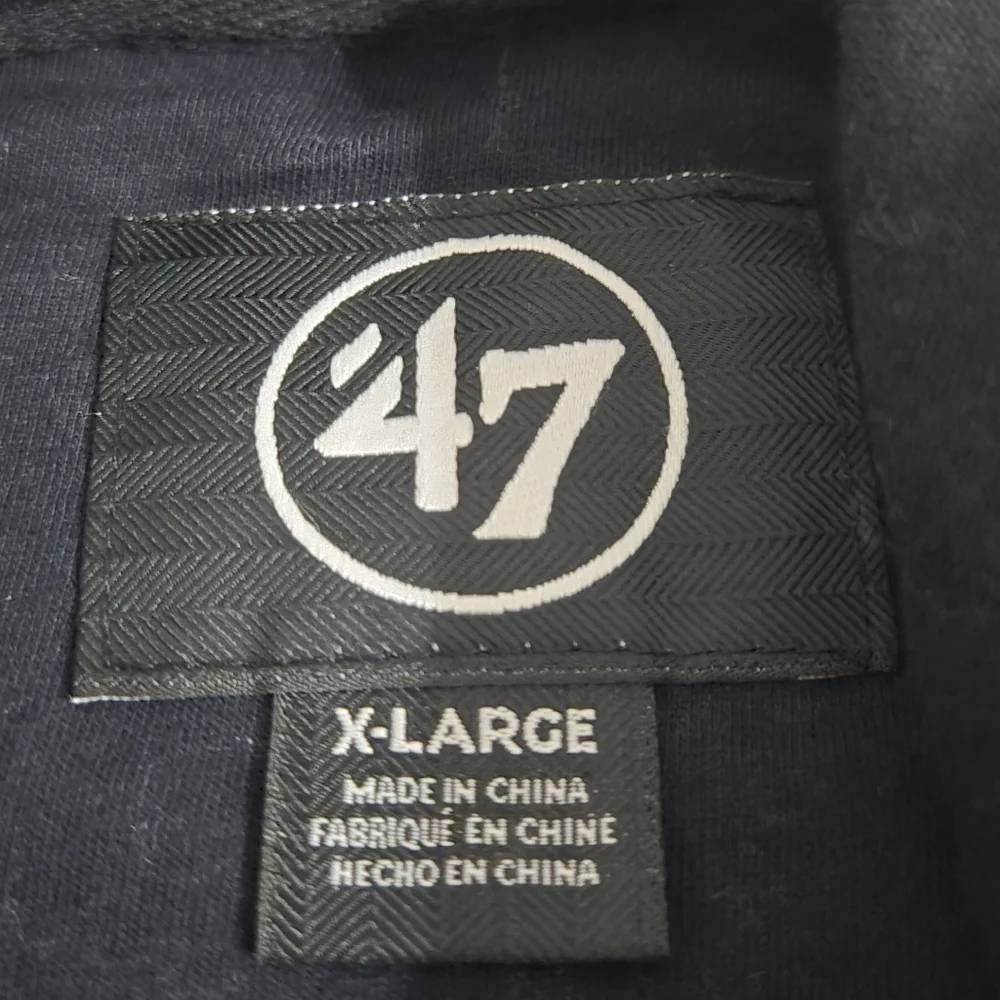 '47
X-LARGE
MADE IN CHINA
FABRIQUÉ EN CHINE
HECHO EN CHINA